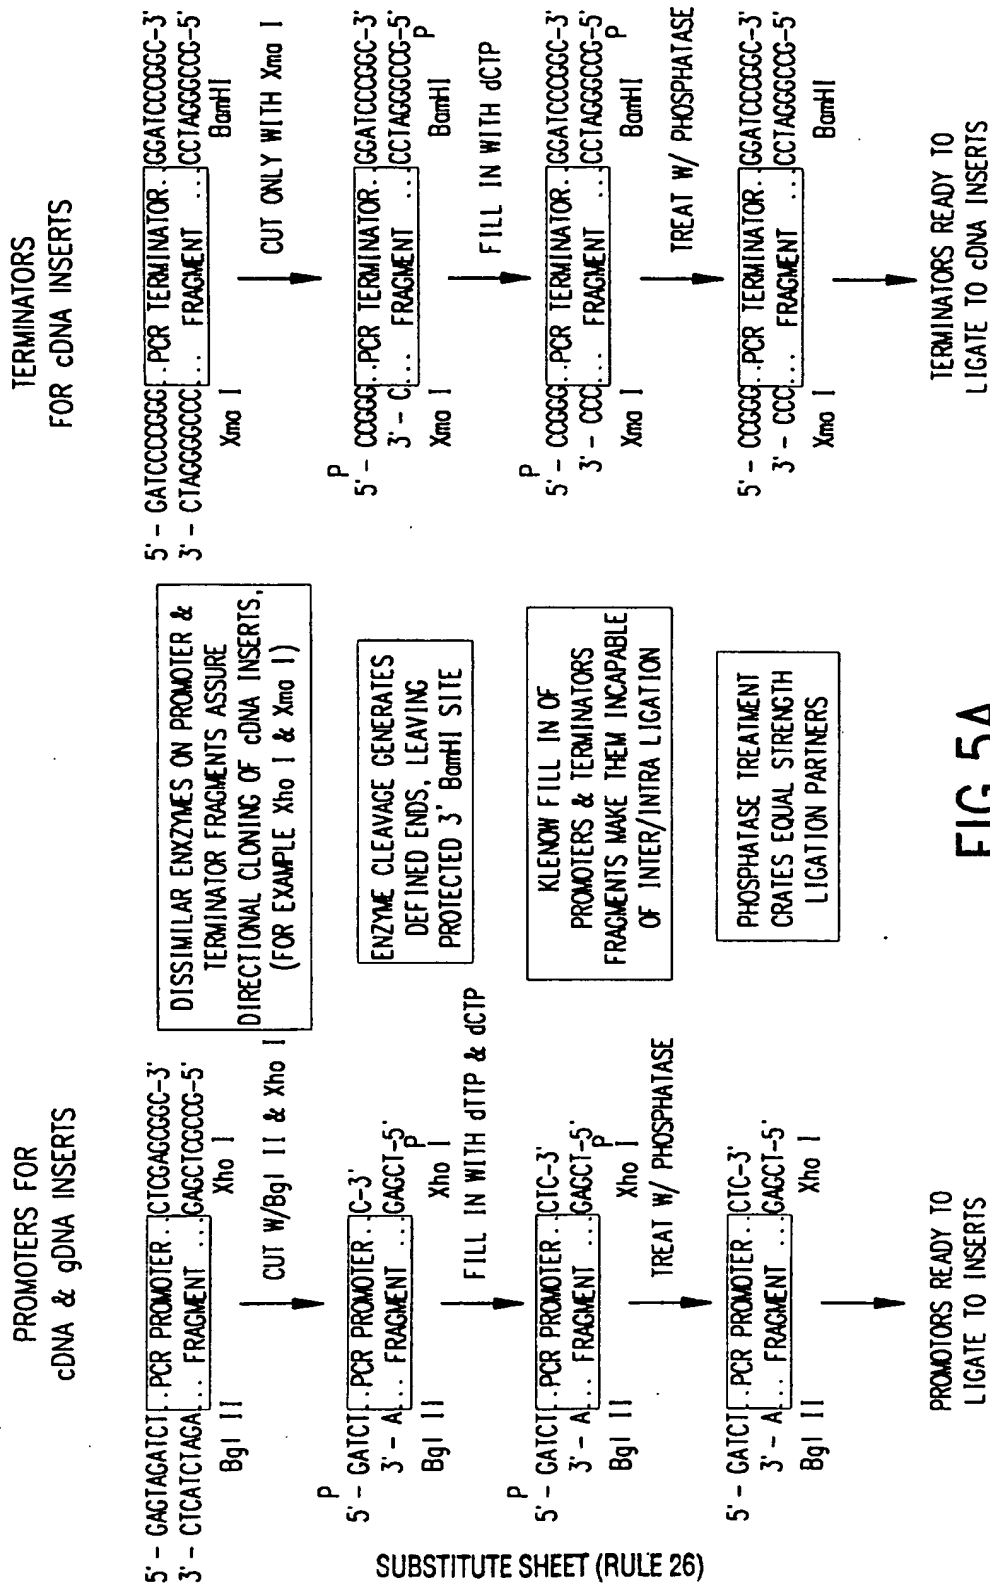 PROMOTERS FOR
cDNA & gDNA INSERTS
5' - GAGTAGATCT..PCR PROMOTER..CTCGAGCGGC-3'
3' - CTCATCTAGA... FRAGMENT ...GAGCTCGCCG-5'
Bgl II
Xho I
CUT W/Bgl II & Xho I
P
5' - GATCT..PCR PROMOTER..C-3'
3' - A... FRAGMENT ...GAGCT-5'
P
Bgl II
Xho I
FILL IN WITH dTTP & dCTP
P
5' - GATCT..PCR PROMOTER..CTC-3'
3' - A... FRAGMENT ...GAGCT-5'
P
Bgl II
Xho I
TREAT W/ PHOSPHATASE
5' - GATCT..PCR PROMOTER..CTC-3'
3' - A... FRAGMENT ...GAGCT-5'
Bgl II
Xho I
PROMOTORS READY TO
LIGATE TO INSERTS
DISSIMILAR ENXZYMES ON PROMOTER &
TERMINATOR FRAGMENTS ASSURE
DIRECTIONAL CLONING OF cDNA INSERTS,
(FOR EXAMPLE Xho I & Xma I)
ENZYME CLEAVAGE GENERATES
DEFINED ENDS, LEAVING
PROTECTED 3' BamHI SITE
KLENOW FILL IN OF
PROMOTERS & TERMINATORS
FRAGMENTS MAKE THEM INCAPABLE
OF INTER/INTRA LIGATION
PHOSPHATASE TREATMENT
CRATES EQUAL STRENGTH
LIGATION PARTNERS
TERMINATORS
FOR cDNA INSERTS
5' - GATCCCCGGG..PCR TERMINATOR..GGATCCCGGC-3'
3' - CTAGGGGCCC... FRAGMENT ...CCTAGGGCCG-5'
Xma I
BamHI
CUT ONLY WITH Xma I
P
5' - CCGGG..PCR TERMINATOR..GGATCCCGGC-3'
3' - C... FRAGMENT ...CCTAGGGCCG-5'
P
Xma I
BamHI
FILL IN WITH dCTP
P
5' - CCGGG..PCR TERMINATOR..GGATCCCGGC-3'
3' - CCC... FRAGMENT ...CCTAGGGCCG-5'
P
Xma I
BamHI
TREAT W/ PHOSPHATASE
5' - CCGGG..PCR TERMINATOR..GGATCCCGGC-3'
3' - CCC... FRAGMENT ...CCTAGGGCCG-5'
Xma I
BamHI
TERMINATORS READY TO
LIGATE TO cDNA INSERTS
FIG.5A
SUBSTITUTE SHEET (RULE 26)